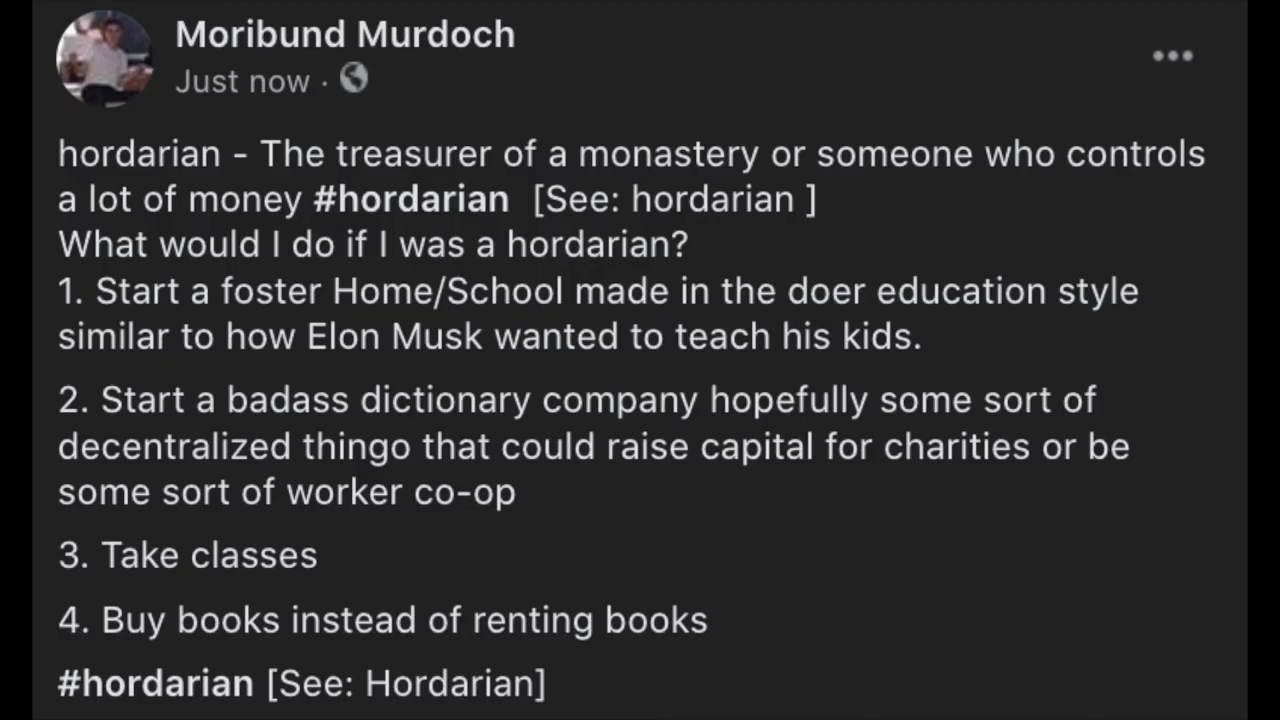 Moribund Murdoch
Just now ·
hordarian - The treasurer of a monastery or someone who controls
a lot of money #hordarian [See: hordarian ]
What would I do if I was a hordarian?
1. Start a foster Home/School made in the doer education style
similar to how Elon Musk wanted to teach his kids.
2. Start a badass dictionary company hopefully some sort of
decentralized thingo that could raise capital for charities or be
some sort of worker co-op
3. Take classes
4. Buy books instead of renting books
#hordarian [See: Hordarian]